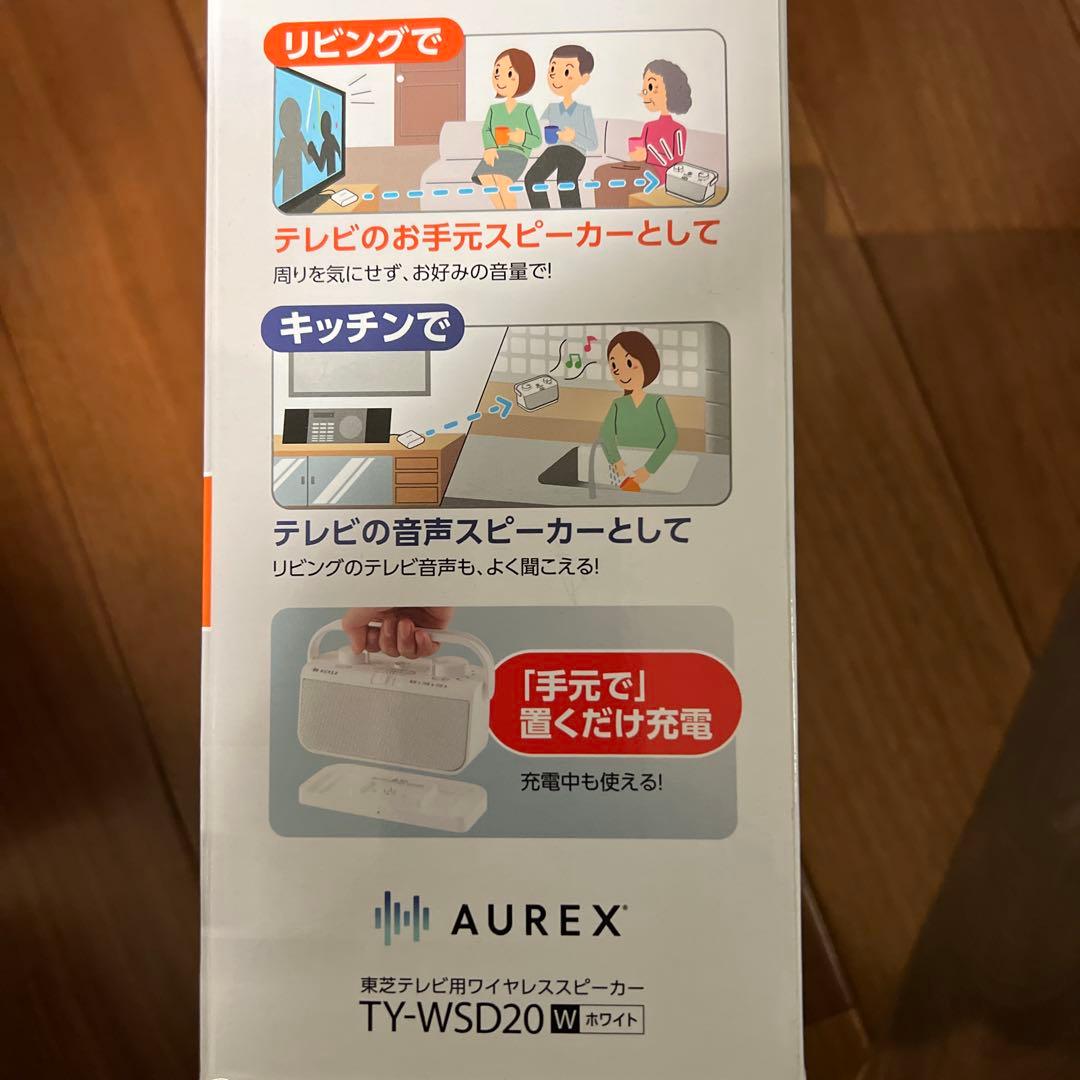 リビングで
テレビのお手元スピーカーとして
周りを気にせず、お好みの音量で!
キッチンで
テレビの音声スピーカーとして
リビングのテレビ音声も、よく聞こえる!
AUREX
「手元で」
置くだけ充電
充電中も使える!
AUREX®
東芝テレビ用ワイヤレススピーカー
TY-WSD20 W ホワイト